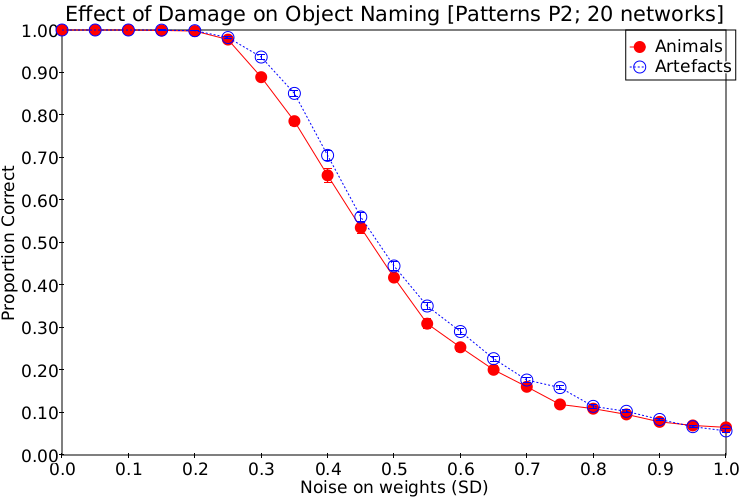 Effect of Damage on Object Naming [Patterns P2; 20 networks]
Animals
Artefacts
Proportion Correct
1.00
0.90
0.80
0.70
0.60
0.50
0.40
0.30
0.20
0.10
0.00
0.0 0.1 0.2 0.3 0.4 0.5 0.6 0.7 0.8 0.9 1.0
Noise on weights (SD)